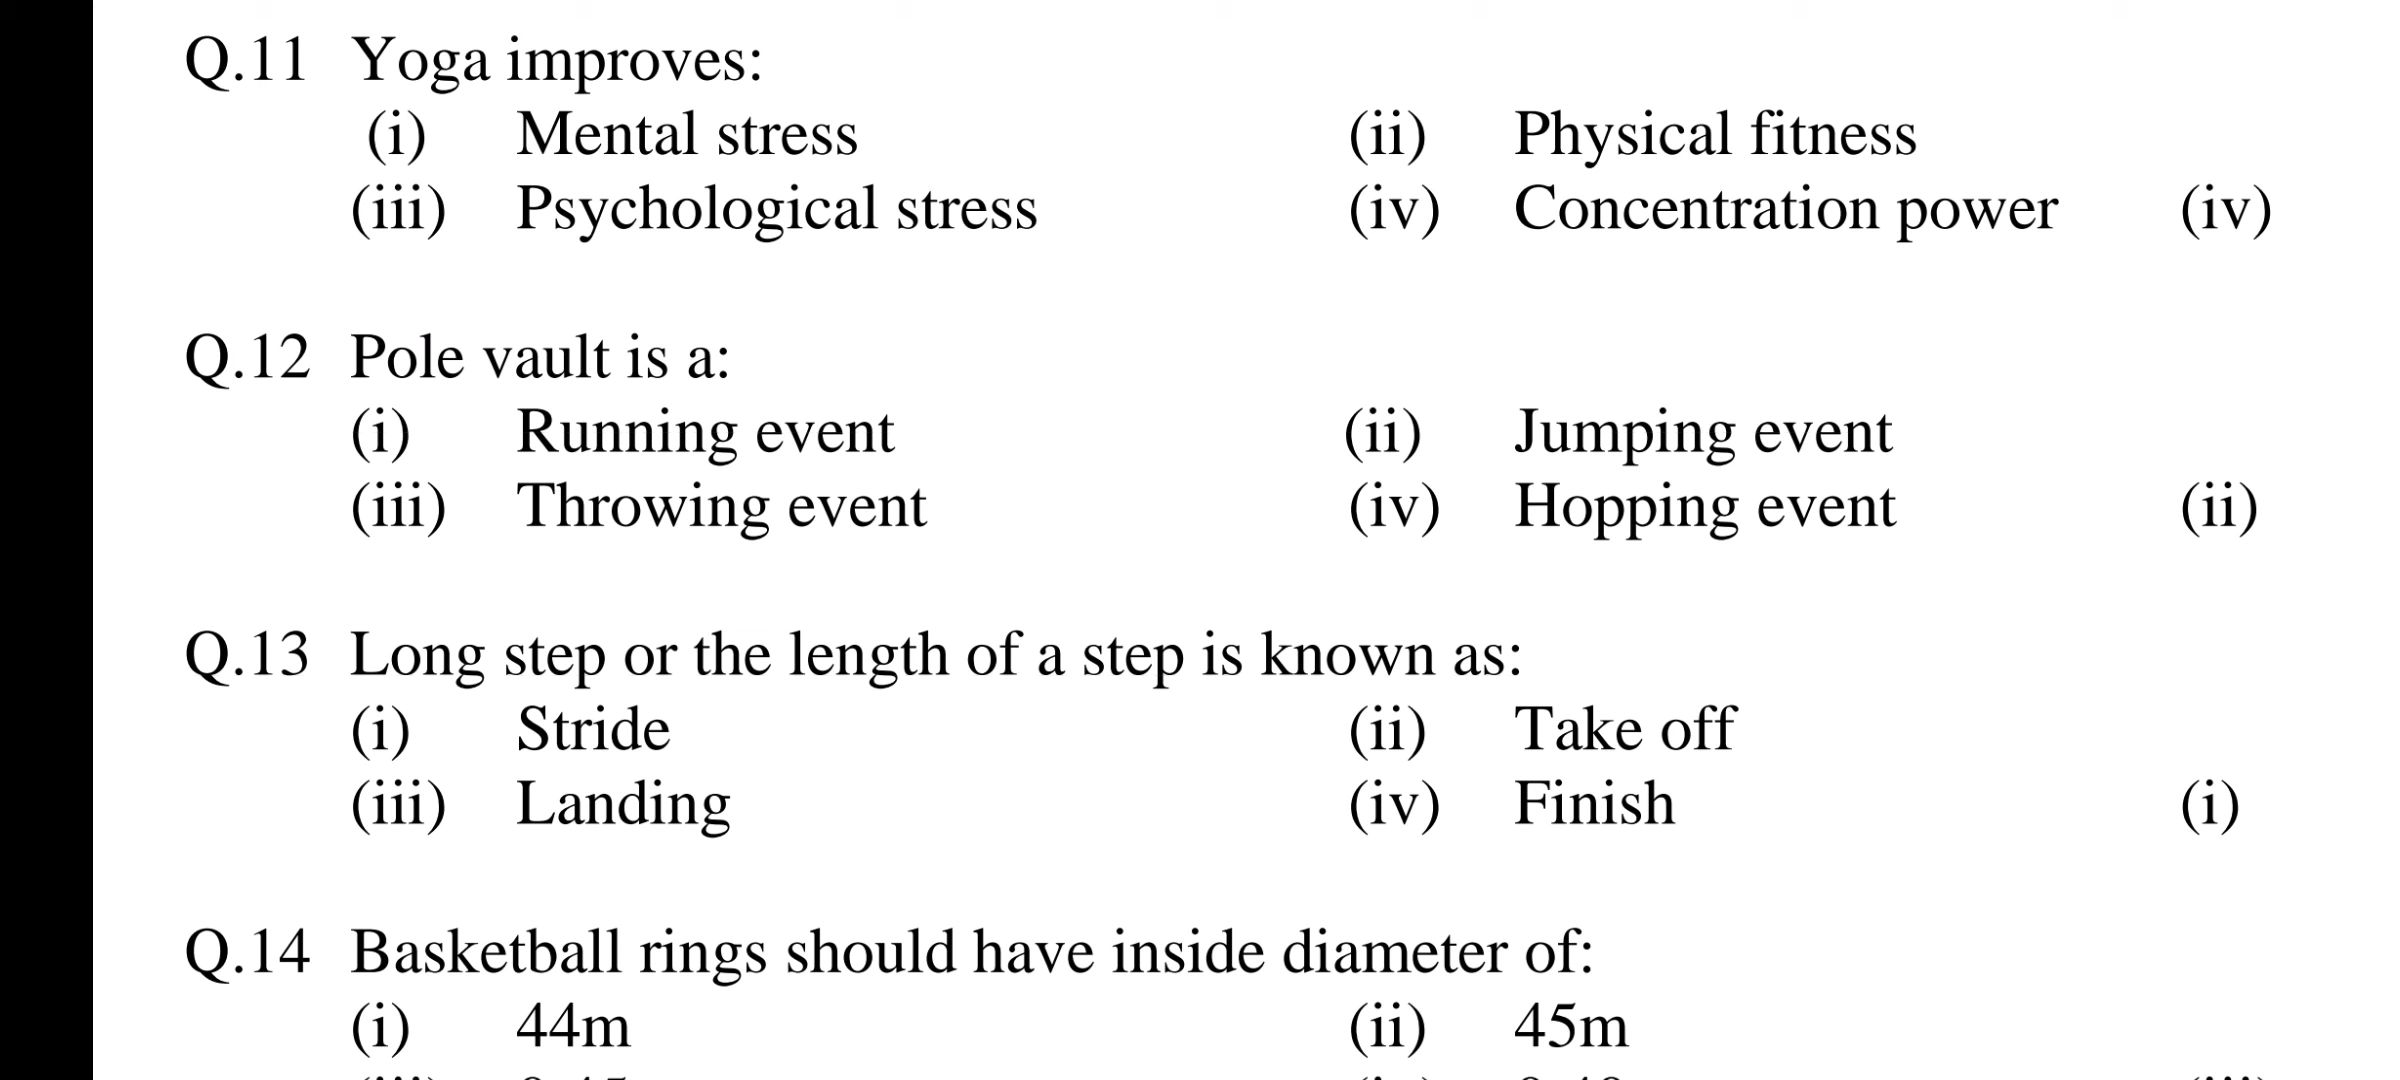 Q.11 Yoga improves:
(i) Mental stress (ii) Physical fitness
(iii) Psychological stress (iv) Concentration power (iv)
Q.12 Pole vault is a:
(i) Running event (ii) Jumping event
(iii) Throwing event (iv) Hopping event (ii)
Q.13 Long step or the length of a step is known as:
(i) Stride (ii) Take off
(iii) Landing (iv) Finish (i)
Q.14 Basketball rings should have inside diameter of:
(i) 44m (ii) 45m